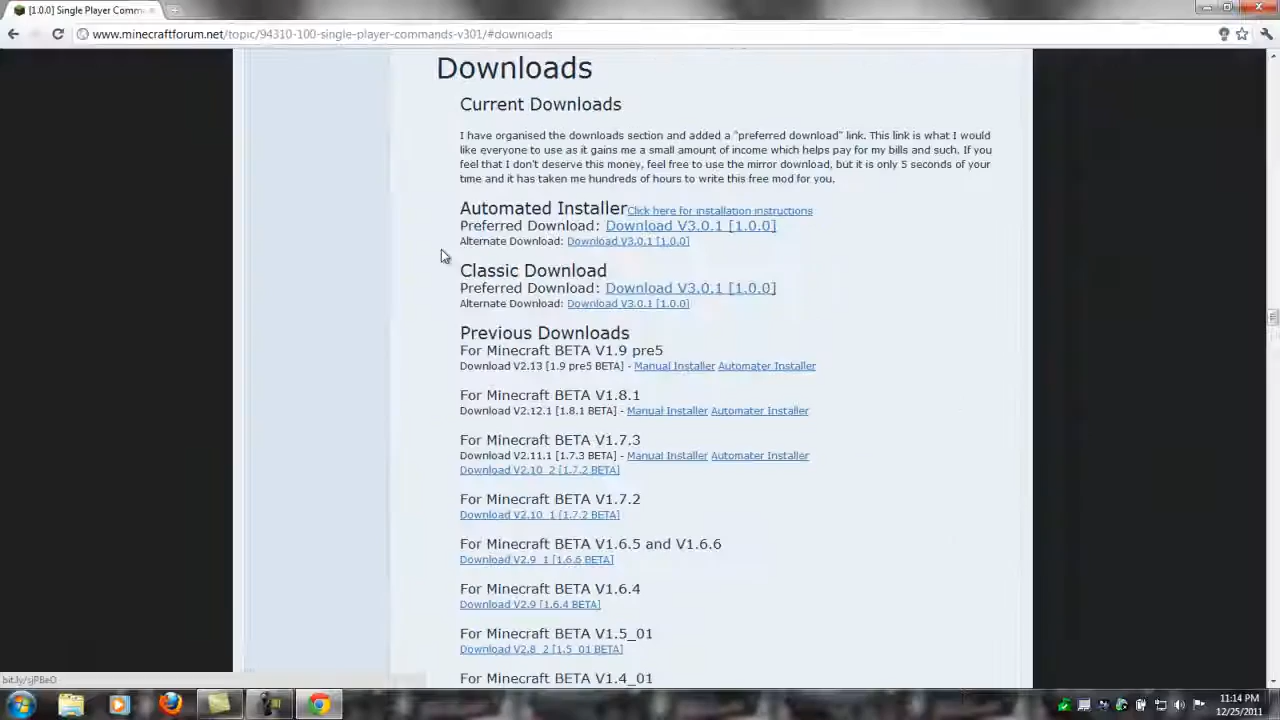 [1.0.0] Single Player Comm
www.minecraftforum.net/topic/94310-100-single-player-commands-v301/#downloads
Downloads
Current Downloads
I have organised the downloads section and added a "preferred download" link. This link is what I would
like everyone to use as it gains me a small amount of income which helps pay for my bills and such. If you
feel that I don't deserve this money, feel free to use the mirror download, but it is only 5 seconds of your
time and it has taken me hundreds of hours to write this free mod for you.
Automated Installer Click here for installation instructions
Preferred Download: Download V3.0.1 [1.0.0]
Alternate Download: Download V3.0.1 [1.0.0]
Classic Download
Preferred Download: Download V3.0.1 [1.0.0]
Alternate Download: Download V3.0.1 [1.0.0]
Previous Downloads
For Minecraft BETA V1.9 pre5
Download V2.13 [1.9 pre5 BETA] - Manual Installer Automater Installer
For Minecraft BETA V1.8.1
Download V2.12.1 [1.8.1 BETA] - Manual Installer Automater Installer
For Minecraft BETA V1.7.3
Download V2.11.1 [1.7.3 BETA] - Manual Installer Automater Installer
Download V2.10_2 [1.7.2 BETA]
For Minecraft BETA V1.7.2
Download V2.10_1 [1.7.2 BETA]
For Minecraft BETA V1.6.5 and V1.6.6
Download V2.9_1 [1.6.6 BETA]
For Minecraft BETA V1.6.4
Download V2.9 [1.6.4 BETA]
For Minecraft BETA V1.5_01
Download V2.8_2 [1.5_01 BETA]
For Minecraft BETA V1.4_01
bit.ly/sjPBeO
11:14 PM
12/25/2011